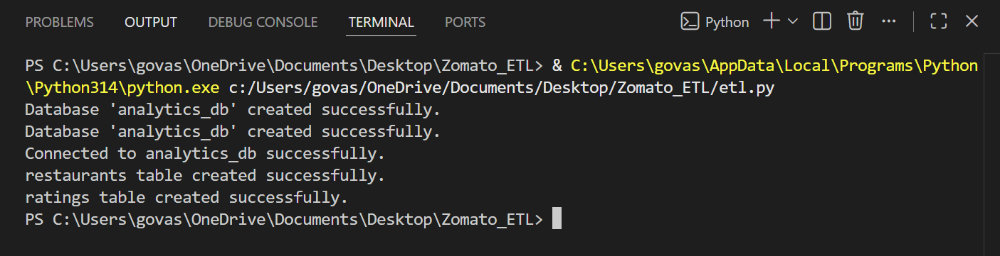 PROBLEMS OUTPUT DEBUG CONSOLE TERMINAL PORTS Python
PS C:\Users\govas\OneDrive\Documents\Desktop\Zomato_ETL> & C:\Users\govas\AppData\Local\Programs\Python
\Python314\python.exe c:/Users/govas/OneDrive/Documents/Desktop/Zomato_ETL/etl.py
Database 'analytics_db' created successfully.
Database 'analytics_db' created successfully.
Connected to analytics_db successfully.
restaurants table created successfully.
ratings table created successfully.
PS C:\Users\govas\OneDrive\Documents\Desktop\Zomato_ETL>